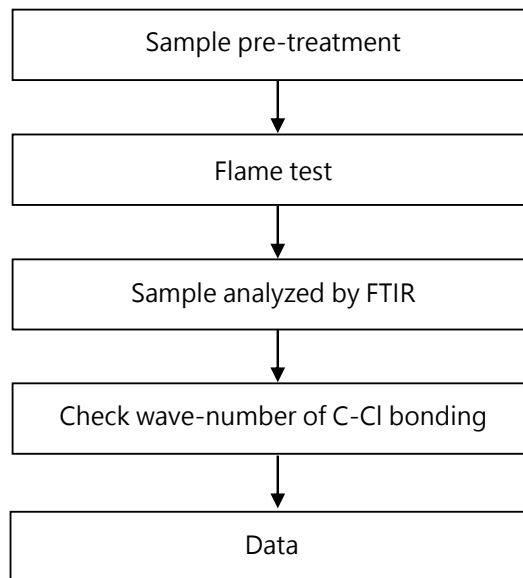 Sample pre-treatment
Flame test
Sample analyzed by FTIR
Check wave-number of C-Cl bonding
Data